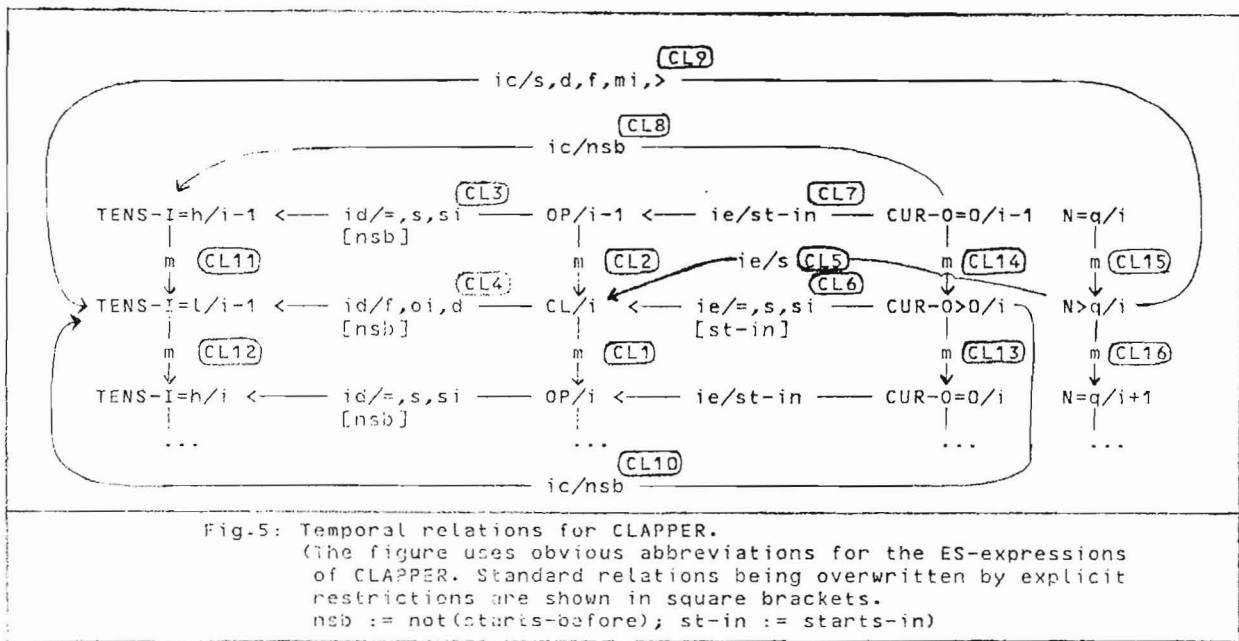 CL9
ic/s,d,f,mi,>
CL8
ic/nsb
CL3 CL7
TENS-I=h/i-1 <—— id/=,s,si —— OP/i-1 <—— ie/st-in —— CUR-O=0/i-1 N=q/i
[nsb]
m CL11 m CL2 ie/s CL5 m CL14 m CL15
CL4 CL6
TENS-I=l/i-1 <—— id/f,oi,d —— CL/i <—— ie/=,s,si —— CUR-O>0/i N>q/i
[nsb] [st-in]
m CL12 m CL1 m CL13 m CL16
TENS-I=h/i <—— id/=,s,si —— OP/i <—— ie/st-in —— CUR-O=0/i N=q/i+1
[nsb]
... ... ... ...
CL10
ic/nsb
Fig.5: Temporal relations for CLAPPER.
(The figure uses obvious abbreviations for the ES-expressions
of CLAPPER. Standard relations being overwritten by explicit
restrictions are shown in square brackets.
nsb := not(starts-before); st-in := starts-in)